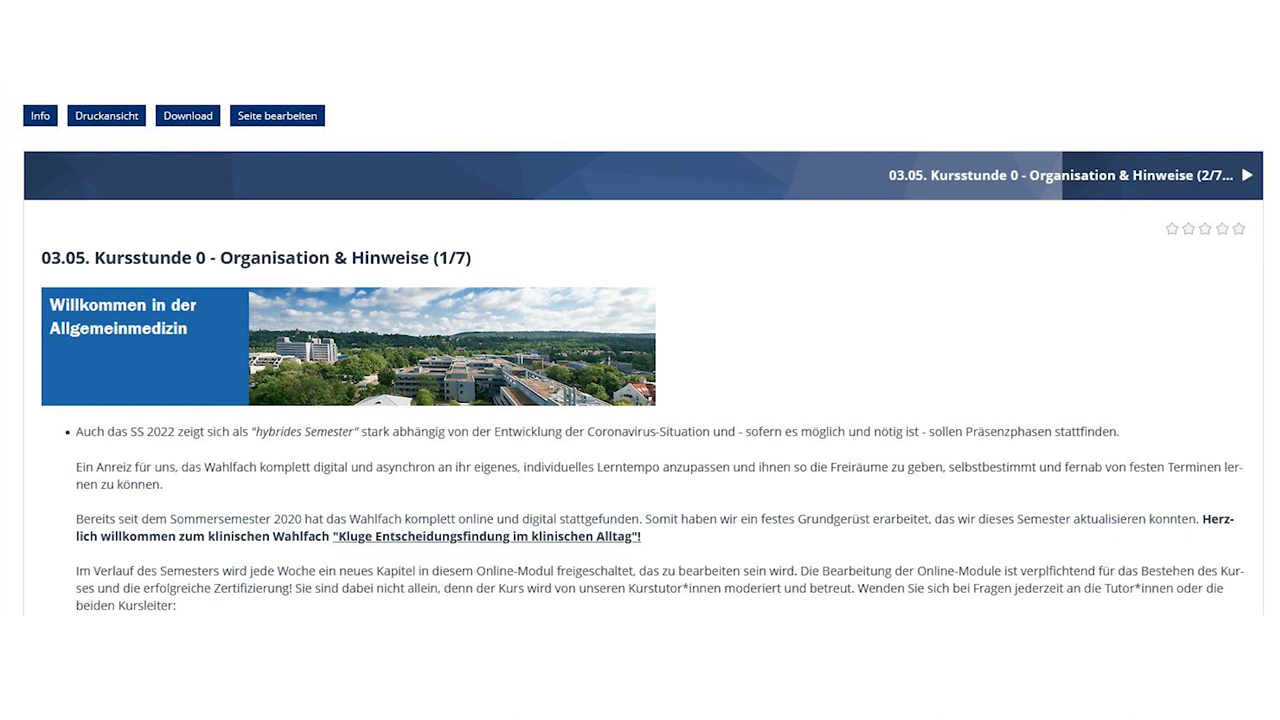 Info
Druckansicht
Download
Seite bearbeiten
03.05. Kursstunde 0 - Organisation & Hinweise (2/7...
03.05. Kursstunde 0 - Organisation & Hinweise (1/7)
Willkommen in der
Allgemeinmedizin
• Auch das SS 2022 zeigt sich als "hybrides Semester" stark abhängig von der Entwicklung der Coronavirus-Situation und - sofern es möglich und nötig ist - sollen Präsenzphasen stattfinden.
Ein Anreiz für uns, das Wahlfach komplett digital und asynchron an ihr eigenes, individuelles Lerntempo anzupassen und ihnen so die Freiräume zu geben, selbstbestimmt und fernab von festen Terminen ler-
nen zu können.
Bereits seit dem Sommersemester 2020 hat das Wahlfach komplett online und digital stattgefunden. Somit haben wir ein festes Grundgerüst erarbeitet, das wir dieses Semester aktualisieren konnten. Herz-
lich willkommen zum klinischen Wahlfach "Kluge Entscheidungsfindung im klinischen Alltag"!
Im Verlauf des Semesters wird jede Woche ein neues Kapitel in diesem Online-Modul freigeschaltet, das zu bearbeiten sein wird. Die Bearbeitung der Online-Module ist verplfichtend für das Bestehen des Kur-
ses und die erfolgreiche Zertifizierung! Sie sind dabei nicht allein, denn der Kurs wird von unseren Kurstutor*innen moderiert und betreut. Wenden Sie sich bei Fragen jederzeit an die Tutor*innen oder die
beiden Kursleiter: